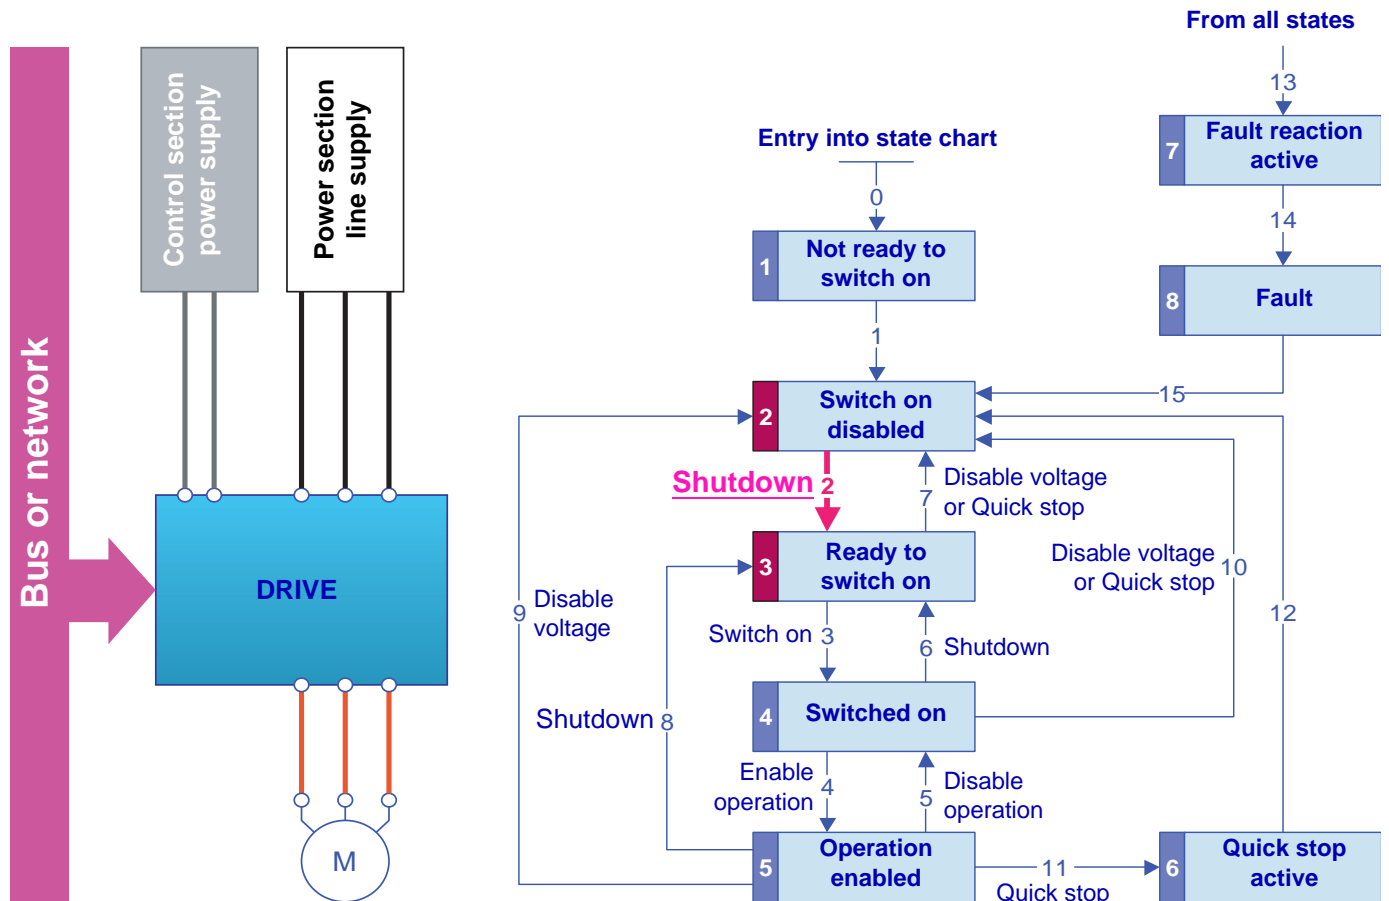 Bus or network
Control section
power supply
Power section
line supply
DRIVE
M
From all states
13
7
Fault reaction
active
14
8
Fault
15
Entry into state chart
0
1
Not ready to
switch on
1
2
Switch on
disabled
Shutdown 2
7
Disable voltage
or Quick stop
3
Ready to
switch on
Disable voltage
or Quick stop
10
12
9
Disable
voltage
Switch on 3
6 Shutdown
Shutdown 8
4
Switched on
Enable
operation
4
5
Disable
operation
5
Operation
enabled
11
Quick stop
6
Quick stop
active